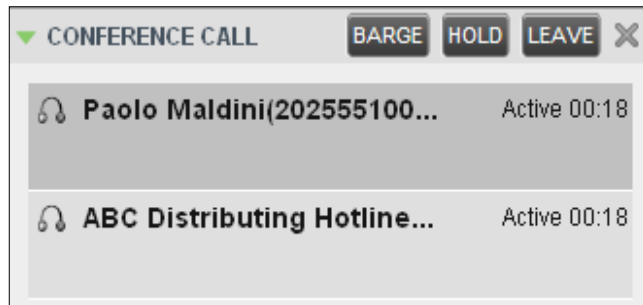 CONFERENCE CALL BARGE HOLD LEAVE
Paolo Maldini(202555100... Active 00:18
ABC Distributing Hotline... Active 00:18